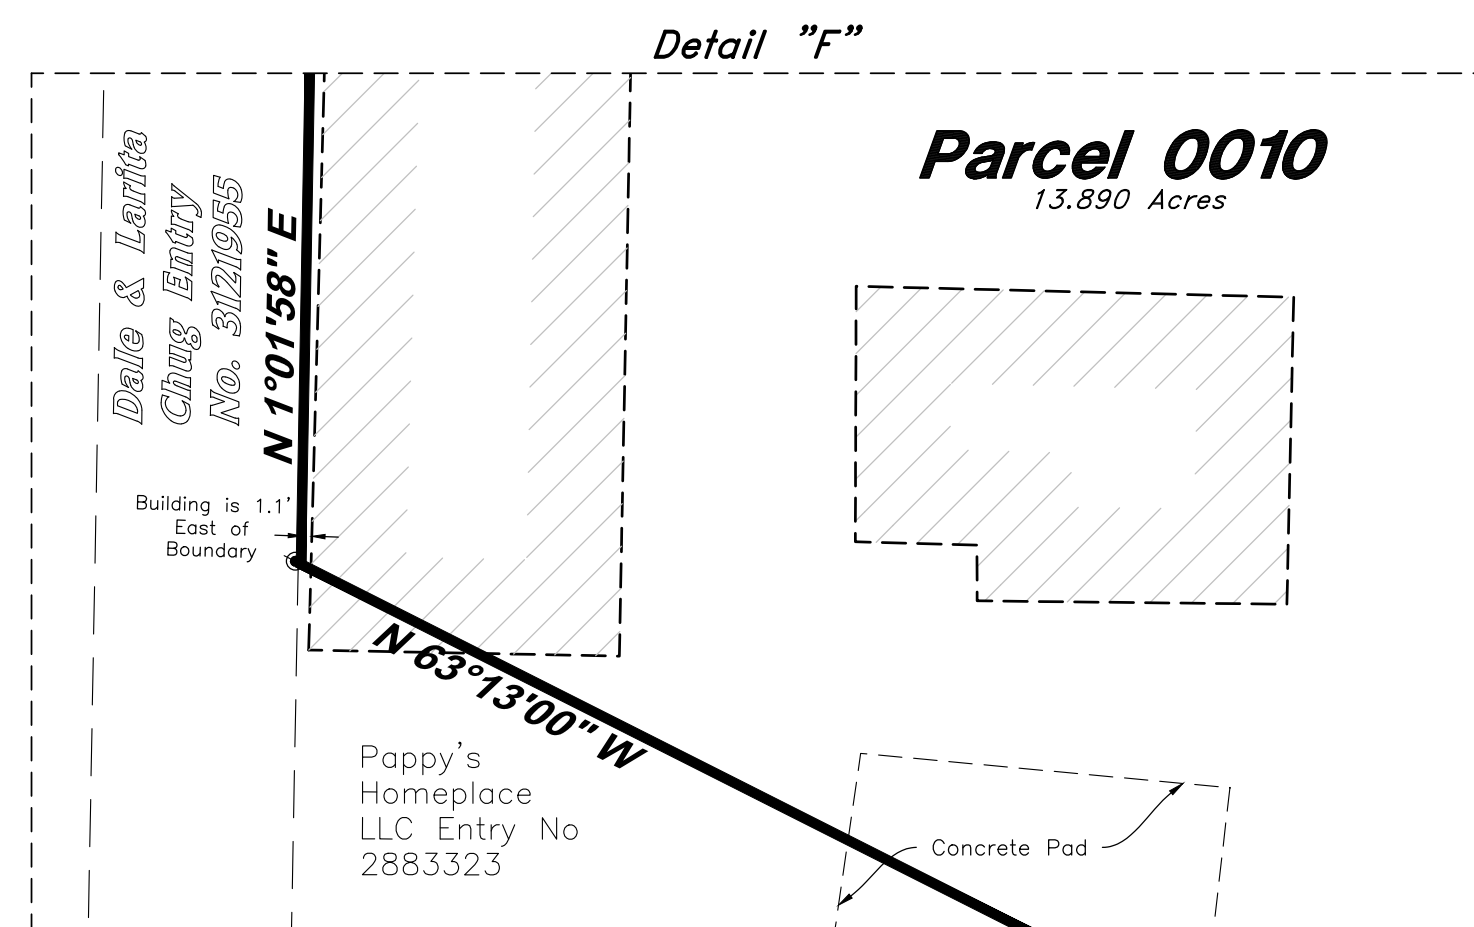 Detail "F"
Parcel 0010
13.890 Acres
Dale & Larita
Chug Entry
No. 3121955
N 1°01'58" E
Building is 1.1'
East of
Boundary
N 63°13'00" W
Pappy's
Homeplace
LLC Entry No
2883323
Concrete Pad